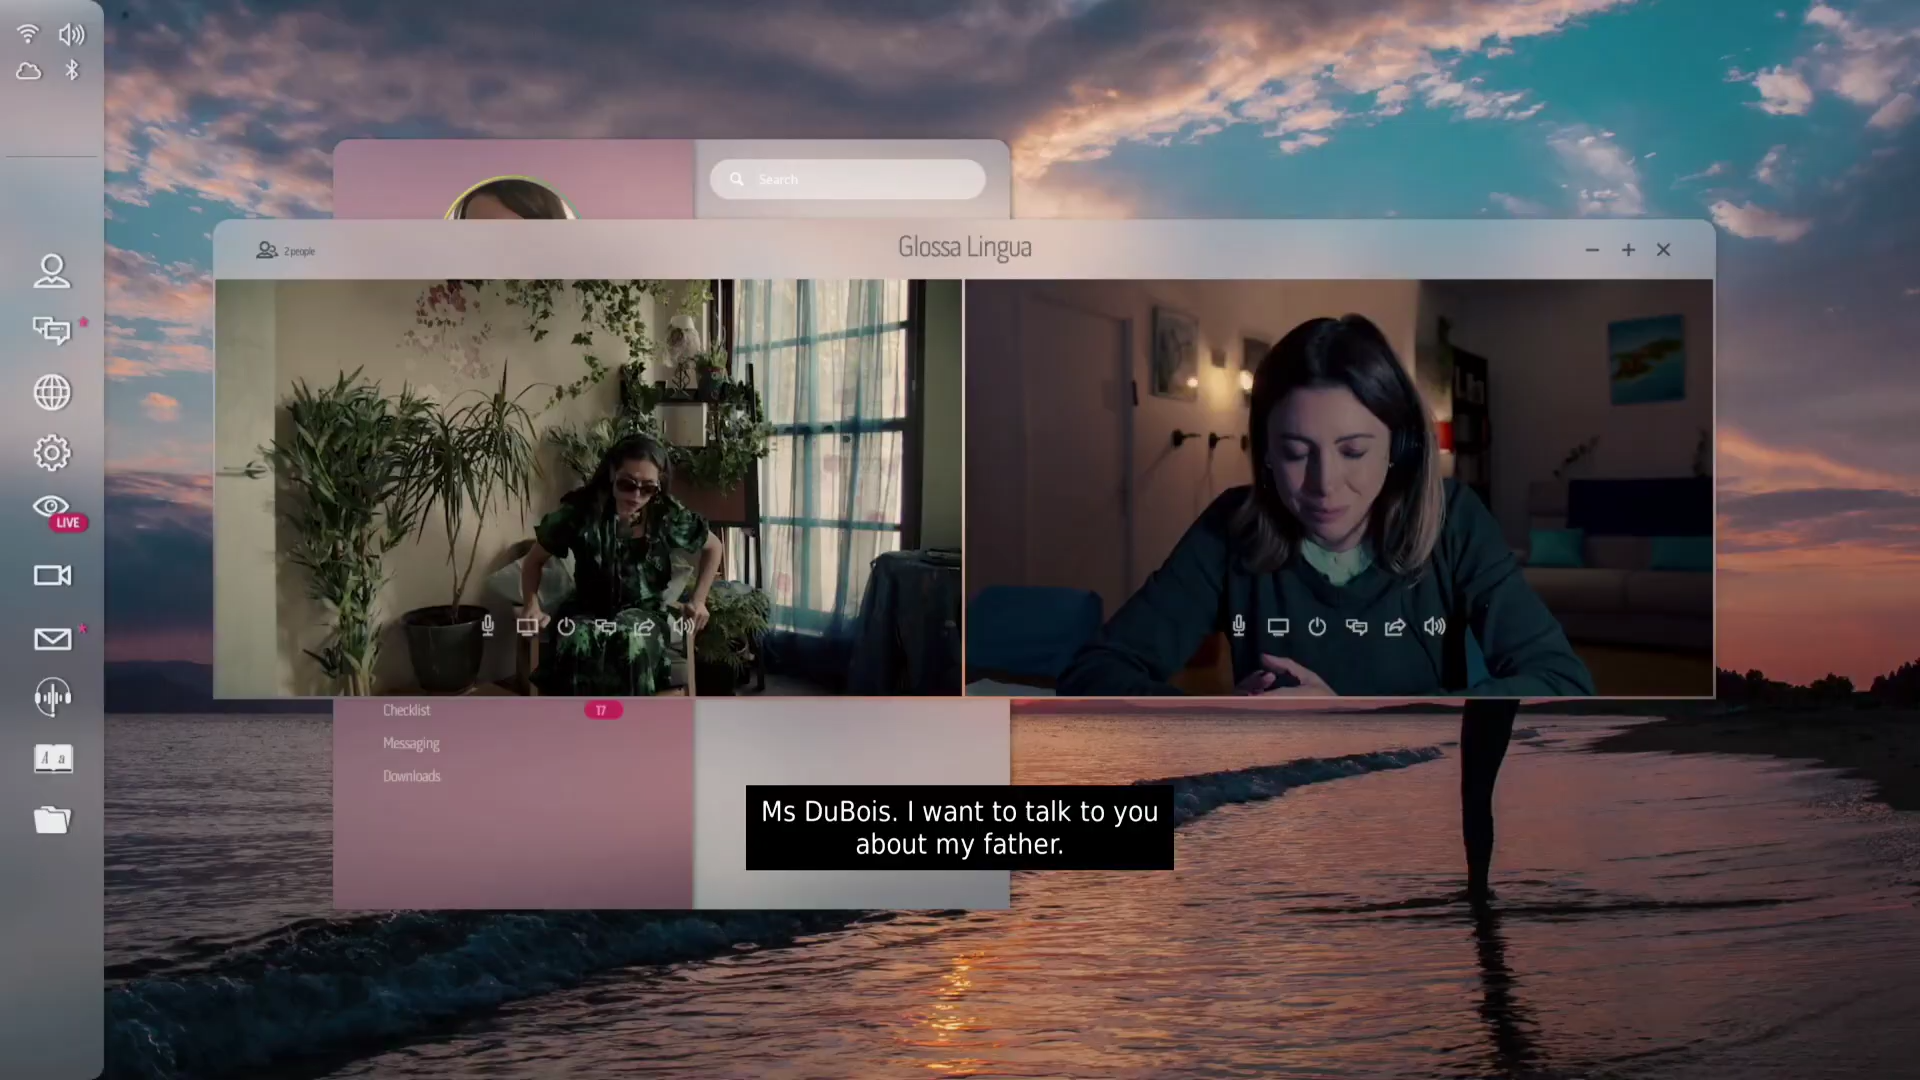 Search
2 people
Glossa Lingua
LIVE
A a
Checklist
17
Messaging
Downloads
Ms DuBois. I want to talk to you
about my father.